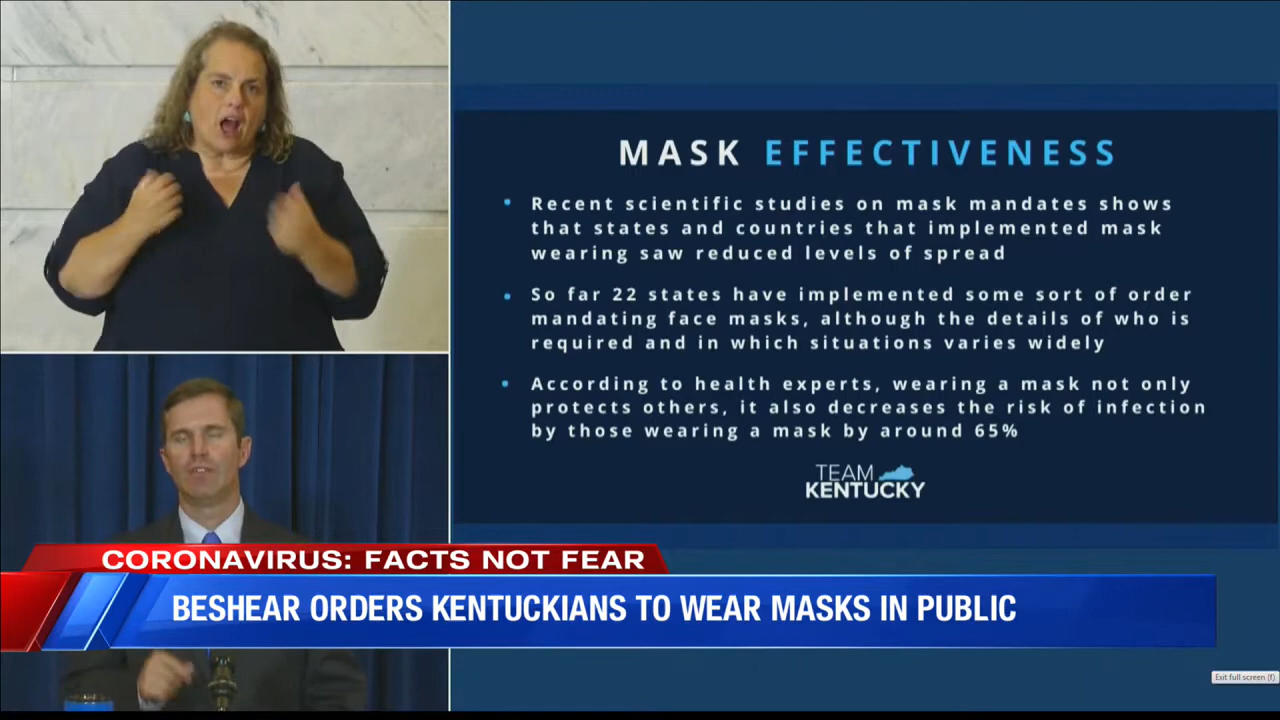 MASK EFFECTIVENESS
• Recent scientific studies on mask mandates shows
that states and countries that implemented mask
wearing saw reduced levels of spread
• So far 22 states have implemented some sort of order
mandating face masks, although the details of who is
required and in which situations varies widely
• According to health experts, wearing a mask not only
protects others, it also decreases the risk of infection
by those wearing a mask by around 65%
TEAM
KENTUCKY
CORONAVIRUS: FACTS NOT FEAR
BESHEAR ORDERS KENTUCKIANS TO WEAR MASKS IN PUBLIC
Exit full screen (f)